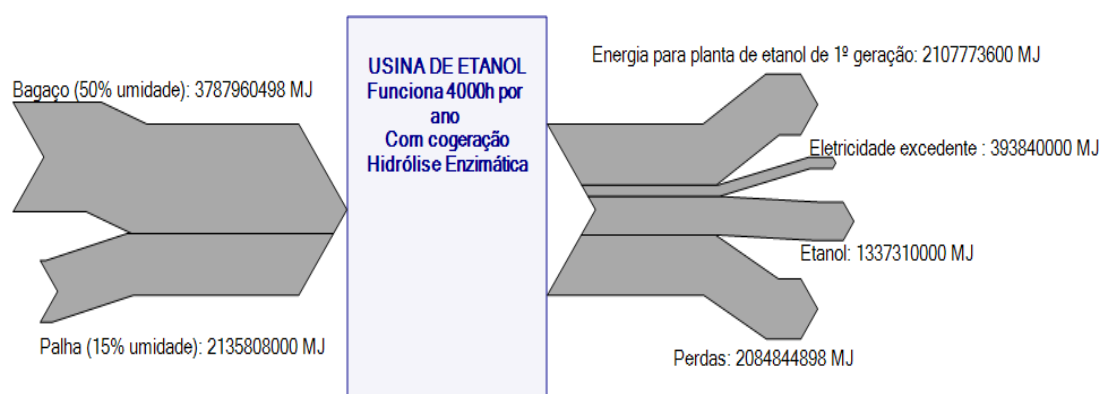 Bagaço (50% umidade): 3787960498 MJ
Palha (15% umidade): 2135808000 MJ
USINA DE ETANOL
Funciona 4000h por
ano
Com cogeração
Hidrólise Enzimática
Energia para planta de etanol de 1º geração: 2107773600 MJ
Eletricidade excedente : 393840000 MJ
Etanol: 1337310000 MJ
Perdas: 2084844898 MJ